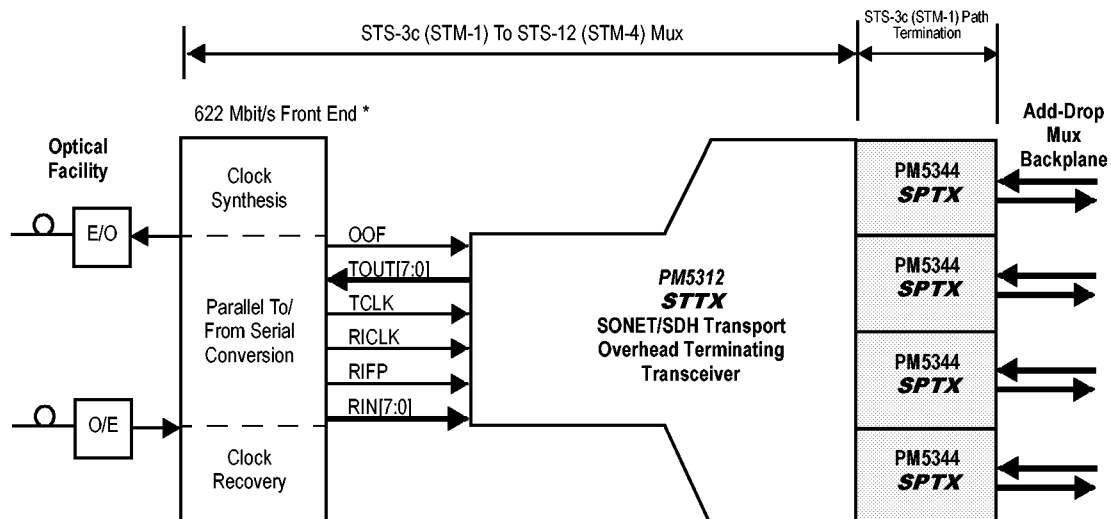 STS-3c (STM-1) To STS-12 (STM-4) Mux
STS-3c (STM-1) Path
Termination
622 Mbit/s Front End *
Optical
Facility
Clock
Synthesis
E/O
Parallel To/
From Serial
Conversion
O/E
Clock
Recovery
OOF
TOUT[7:0]
TCLK
RICLK
RIFP
RIN[7:0]
PM5312
STTX
SONET/SDH Transport
Overhead Terminating
Transceiver
PM5344
SPTX
PM5344
SPTX
PM5344
SPTX
PM5344
SPTX
Add-Drop
Mux
Backplane